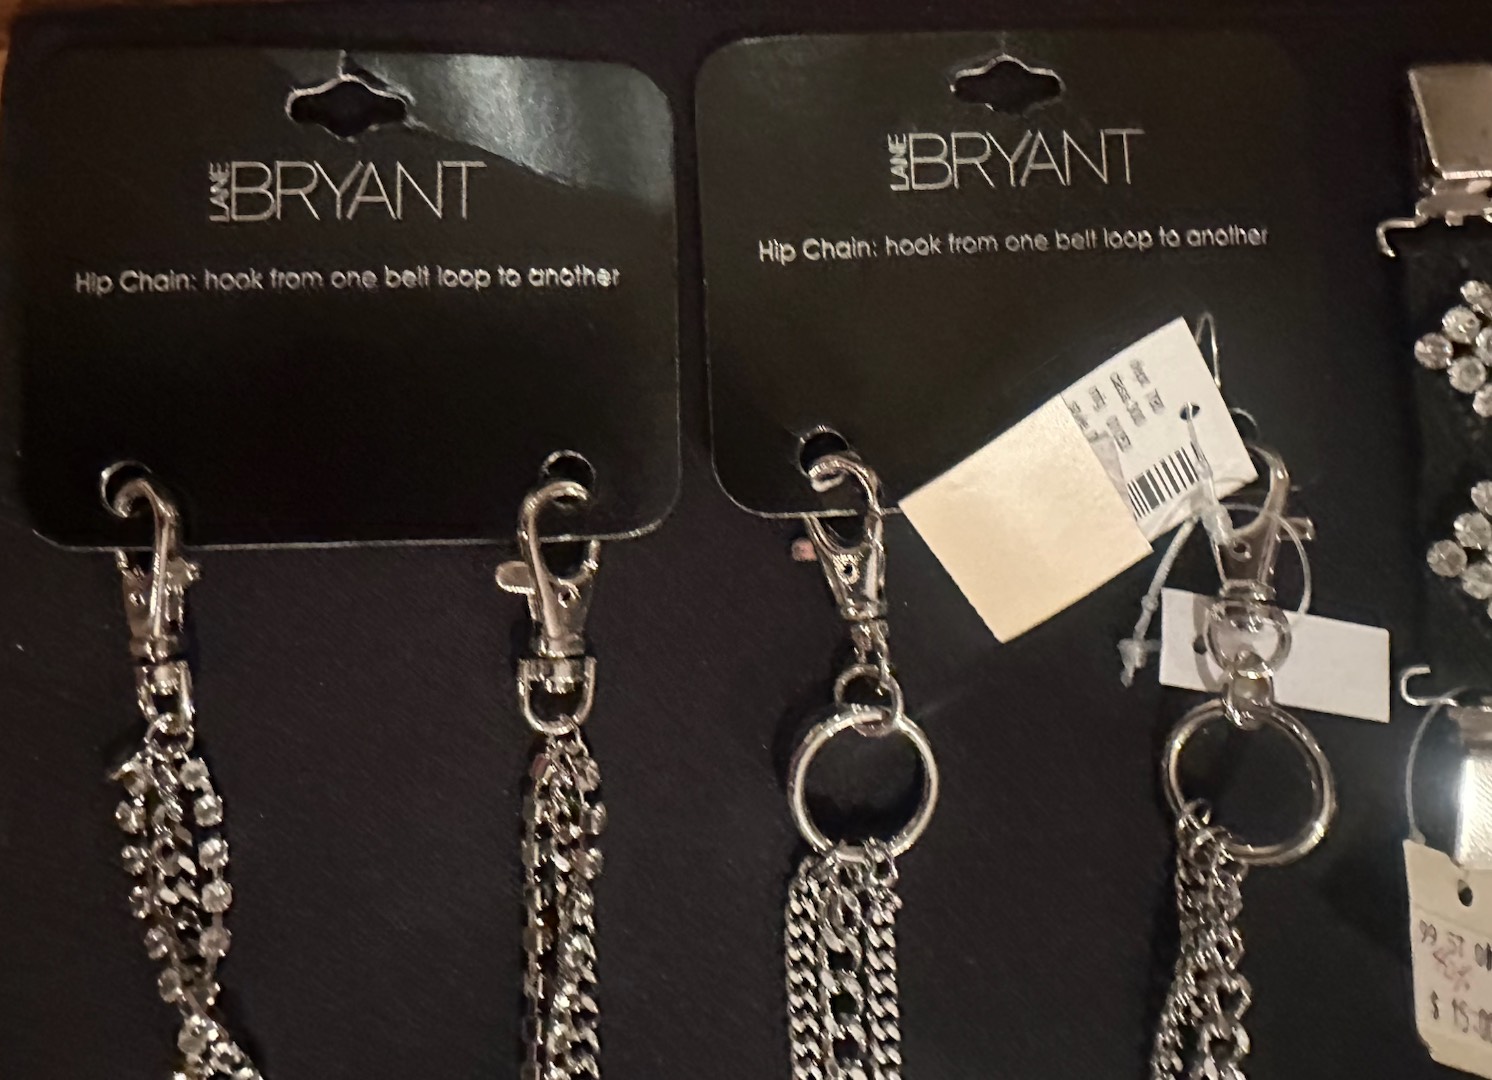 LANE BRYANT
Hip Chain: hook from one belt loop to another
LANE BRYANT
Hip Chain: hook from one belt loop to another
$ 15.00